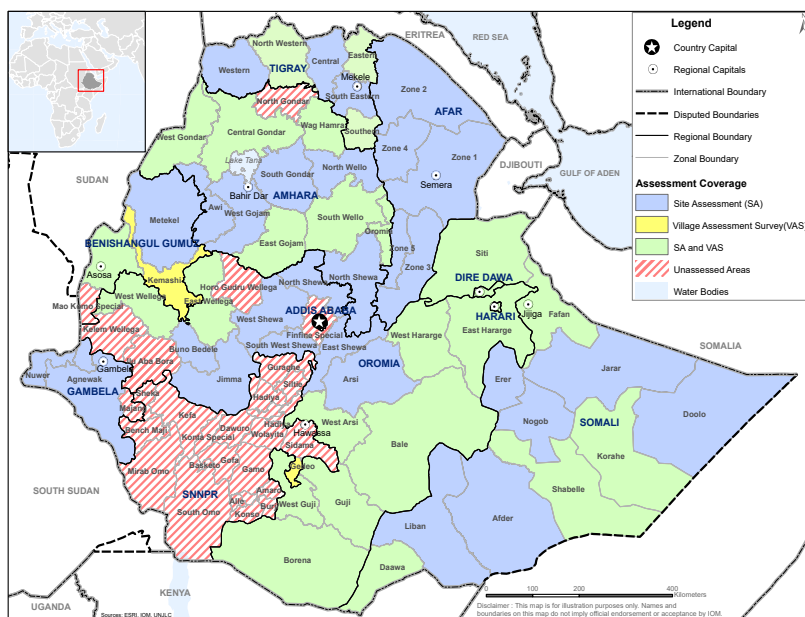 ERITREA
RED SEA
North Western
Central
Eastern
Western
TIGRAY
Mekele
South Eastern
Zone 2
North Gondar
AFAR
West Gondar
Central Gondar
Wag Hamra
Southern
Zone 4
Zone 1
DJIBOUTI
GULF OF ADEN
Lake Tana
North Wello
SUDAN
South Gondar
Semera
Bahir Dar
AMHARA
Metekel
Awi
West Gojam
South Wello
Oromia
BENISHANGUL GUMUZ
East Gojam
Zone 5
Zone 3
Siti
Asosa
Kemashi
North Shewa
North Shewa
DIRE DAWA
Horo Gudru Wellega
West Wellega
East Wellega
Mao Komo Special
ADDIS ABABA
HARARI
Jijiga
Kelem Wellega
West Shewa
Finfine Special
West Hararge
East Hararge
Fafan
Buno Bedele
South West Shewa
East Shewa
SOMALIA
Ilu Aba Bora
OROMIA
Gambela
Nuwer
Agnewak
Jimma
Guraghe
Arsi
Erer
Jarar
Siltie
GAMBELA
Sheka
Hadiya
Majang
Kefa
West Arsi
Nogob
SOMALI
Doolo
Bench Maji
Dawuro
Hadiya
Hawassa
Konta Special
Wolayita
Sidama
Bale
Korahe
Mirab Omo
Basketo
Gofa
Gamo
Gedeo
Shabelle
SOUTH SUDAN
SNNPR
Amaro
Alle
Burji
West Guji
Guji
South Omo
Konso
Liban
Afder
Borena
Daawa
KENYA
UGANDA
Sources: ESRI, IOM, UNJLC
0 100 200 400
Kilometers
Disclaimer : This map is for illustration purposes only. Names and
boundaries on this map do not imply official endorsement or acceptance by IOM.
Legend
Country Capital
Regional Capitals
International Boundary
Disputed Boundaries
Regional Boundary
Zonal Boundary
Assessment Coverage
Site Assessment (SA)
Village Assessment Survey(VAS)
SA and VAS
Unassessed Areas
Water Bodies